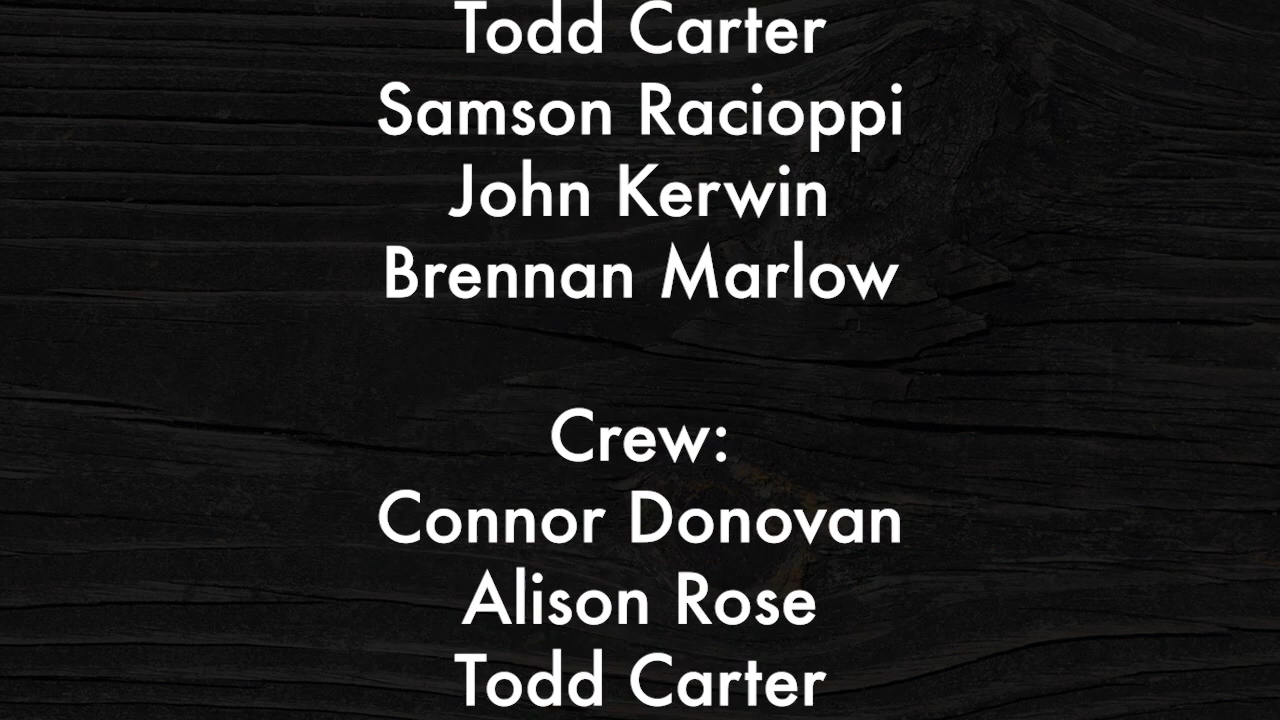 Todd Carter
Samson Racioppi
John Kerwin
Brennan Marlow
Crew:
Connor Donovan
Alison Rose
Todd Carter